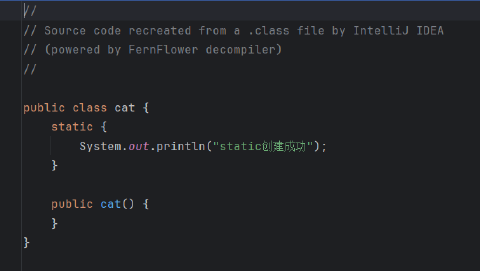 //
// Source code recreated from a .class file by IntelliJ IDEA
// (powered by FernFlower decompiler)
//
public class cat {
static {
System.out.println("static创建成功");
}
public cat() {
}
}